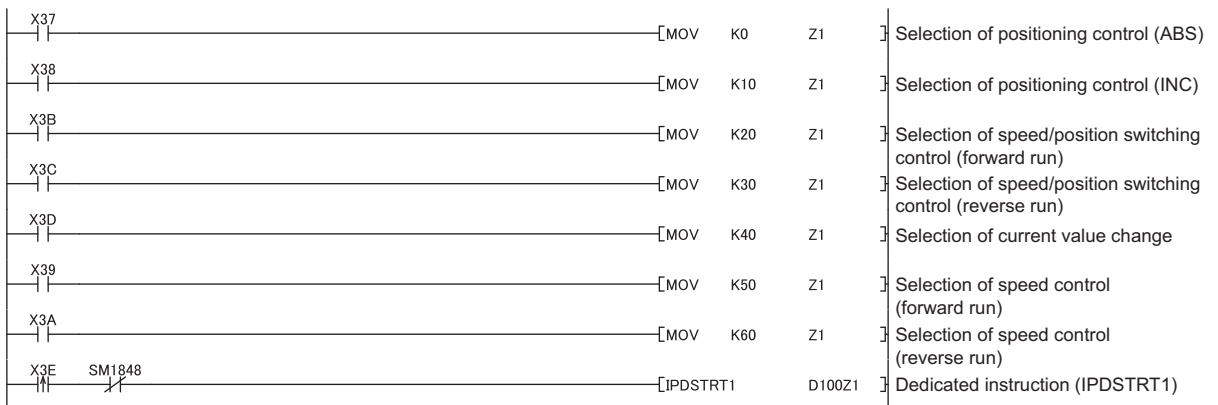 X37
[MOV K0 Z1 ] Selection of positioning control (ABS)
X38
[MOV K10 Z1 ] Selection of positioning control (INC)
X3B
[MOV K20 Z1 ] Selection of speed/position switching
control (forward run)
X3C
[MOV K30 Z1 ] Selection of speed/position switching
control (reverse run)
X3D
[MOV K40 Z1 ] Selection of current value change
X39
[MOV K50 Z1 ] Selection of speed control
(forward run)
X3A
[MOV K60 Z1 ] Selection of speed control
(reverse run)
X3E SM1848
[IPDSTRT1 D100Z1 ] Dedicated instruction (IPDSTRT1)